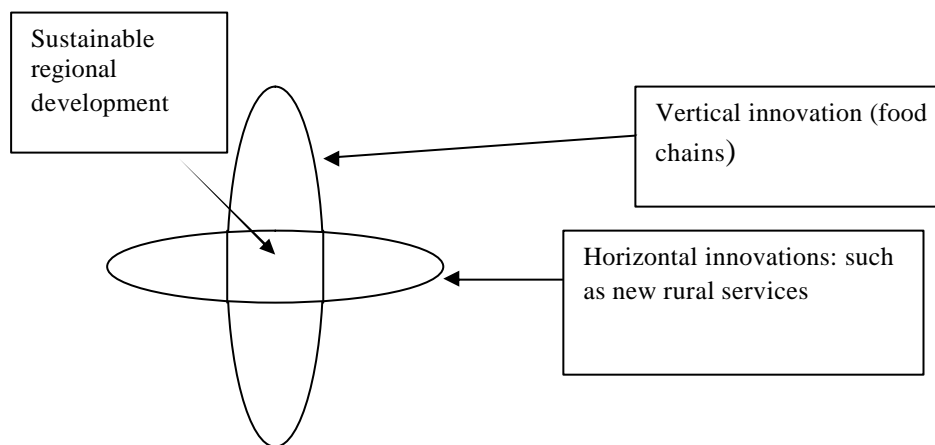 Sustainable
regional
development
Vertical innovation (food
chains)
Horizontal innovations: such
as new rural services